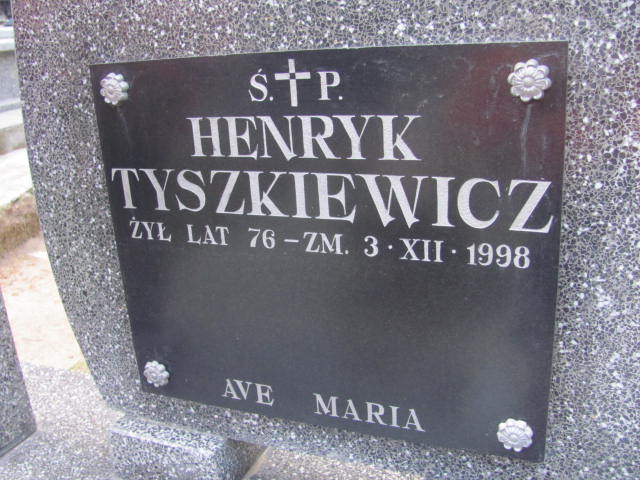 Ś. P.
HENRYK
TYSZKIEWICZ
ŻYŁ LAT 76 – ZM. 3 · XII · 1998
AVE MARIA